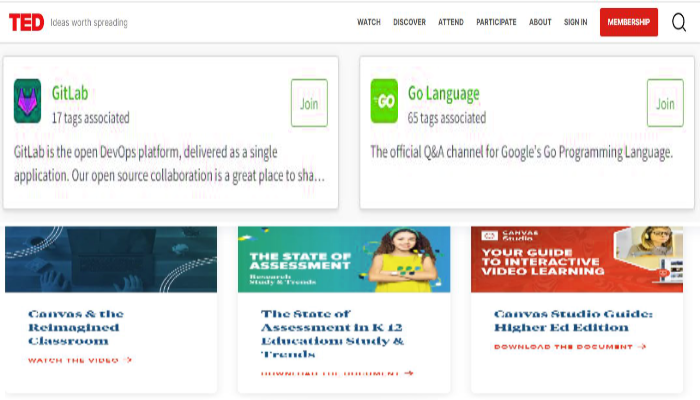 TED Ideas worth spreading WATCH DISCOVER ATTEND PARTICIPATE ABOUT SIGN IN MEMBERSHIP
GitLab
17 tags associated
Join
GitLab is the open DevOps platform, delivered as a single
application. Our open source collaboration is a great place to sha...
GO
Go Language
65 tags associated
Join
The official Q&A channel for Google's Go Programming Language.
Canvas & the
Reimagined
Classroom
WATCH THE VIDEO →
THE STATE OF
ASSESSMENT
Research
Study & Trends
The State of
Assessment in K 12
Education: Study &
Trends
DOWNLOAD THE DOCUMENT →
CANVAS
Studio
YOUR GUIDE
TO INTERACTIVE
VIDEO LEARNING
Canvas Studio Guide:
Higher Ed Edition
DOWNLOAD THE DOCUMENT →